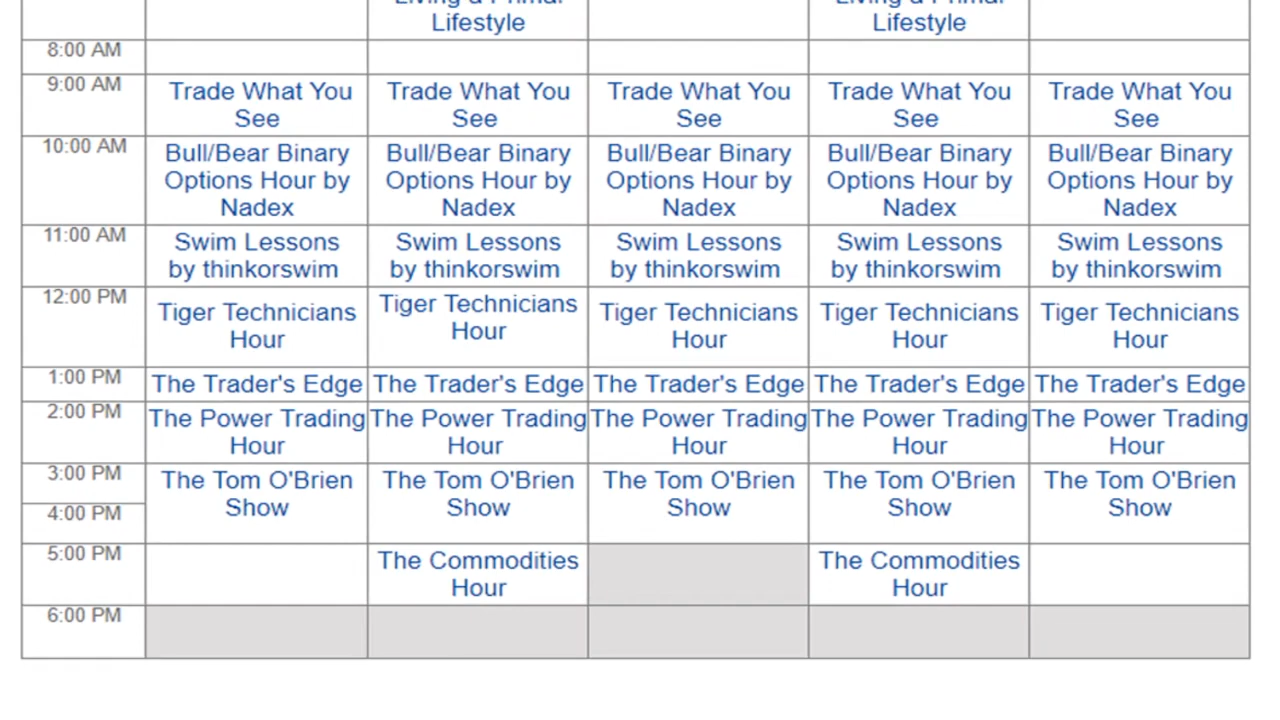 Lifestyle
Lifestyle
8:00 AM
9:00 AM
Trade What You
See
Trade What You
See
Trade What You
See
Trade What You
See
Trade What You
See
10:00 AM
Bull/Bear Binary
Options Hour by
Nadex
Bull/Bear Binary
Options Hour by
Nadex
Bull/Bear Binary
Options Hour by
Nadex
Bull/Bear Binary
Options Hour by
Nadex
Bull/Bear Binary
Options Hour by
Nadex
11:00 AM
Swim Lessons
by thinkorswim
Swim Lessons
by thinkorswim
Swim Lessons
by thinkorswim
Swim Lessons
by thinkorswim
Swim Lessons
by thinkorswim
12:00 PM
Tiger Technicians
Hour
Tiger Technicians
Hour
Tiger Technicians
Hour
Tiger Technicians
Hour
Tiger Technicians
Hour
1:00 PM
The Trader's Edge
The Trader's Edge
The Trader's Edge
The Trader's Edge
The Trader's Edge
2:00 PM
The Power Trading
Hour
The Power Trading
Hour
The Power Trading
Hour
The Power Trading
Hour
The Power Trading
Hour
3:00 PM
The Tom O'Brien
Show
The Tom O'Brien
Show
The Tom O'Brien
Show
The Tom O'Brien
Show
The Tom O'Brien
Show
4:00 PM
5:00 PM
The Commodities
Hour
The Commodities
Hour
6:00 PM